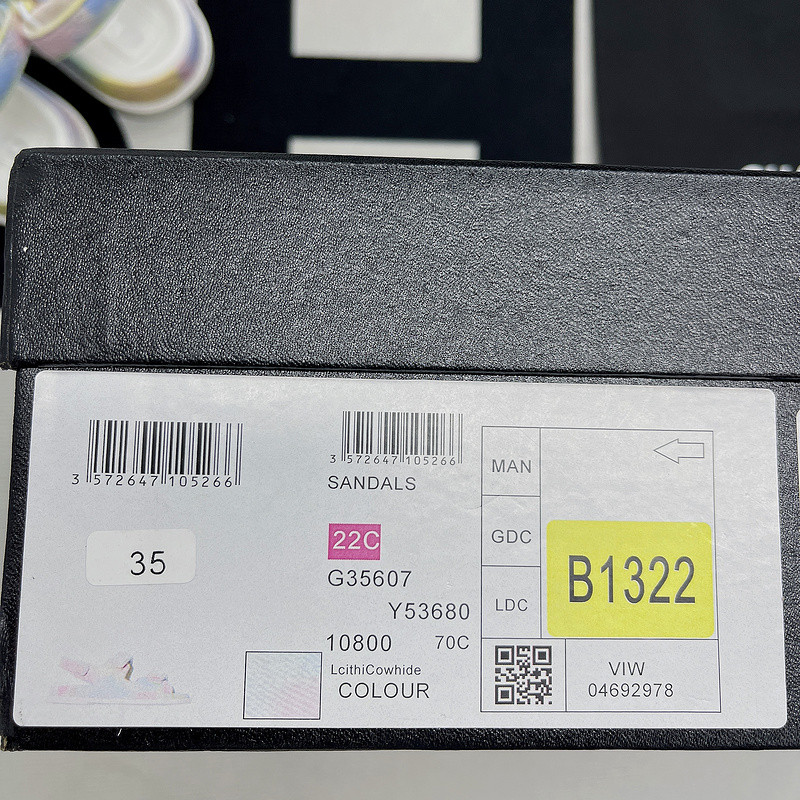 3 572647 105266
3 572647 105266
SANDALS
35
22C
G35607
Y53680
10800 70C
LcithiCowhide
COLOUR
MAN
GDC
LDC
B1322
VIW
04692978